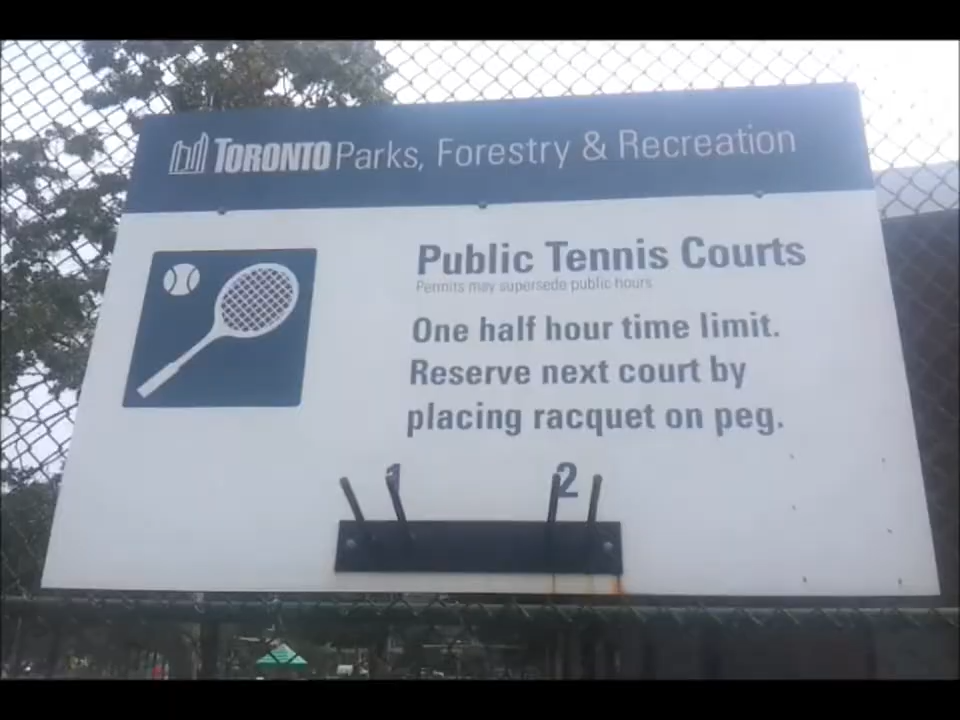 TORONTO Parks, Forestry & Recreation
Public Tennis Courts
Permits may supersede public hours
One half hour time limit.
Reserve next court by
placing racquet on peg.
1 2